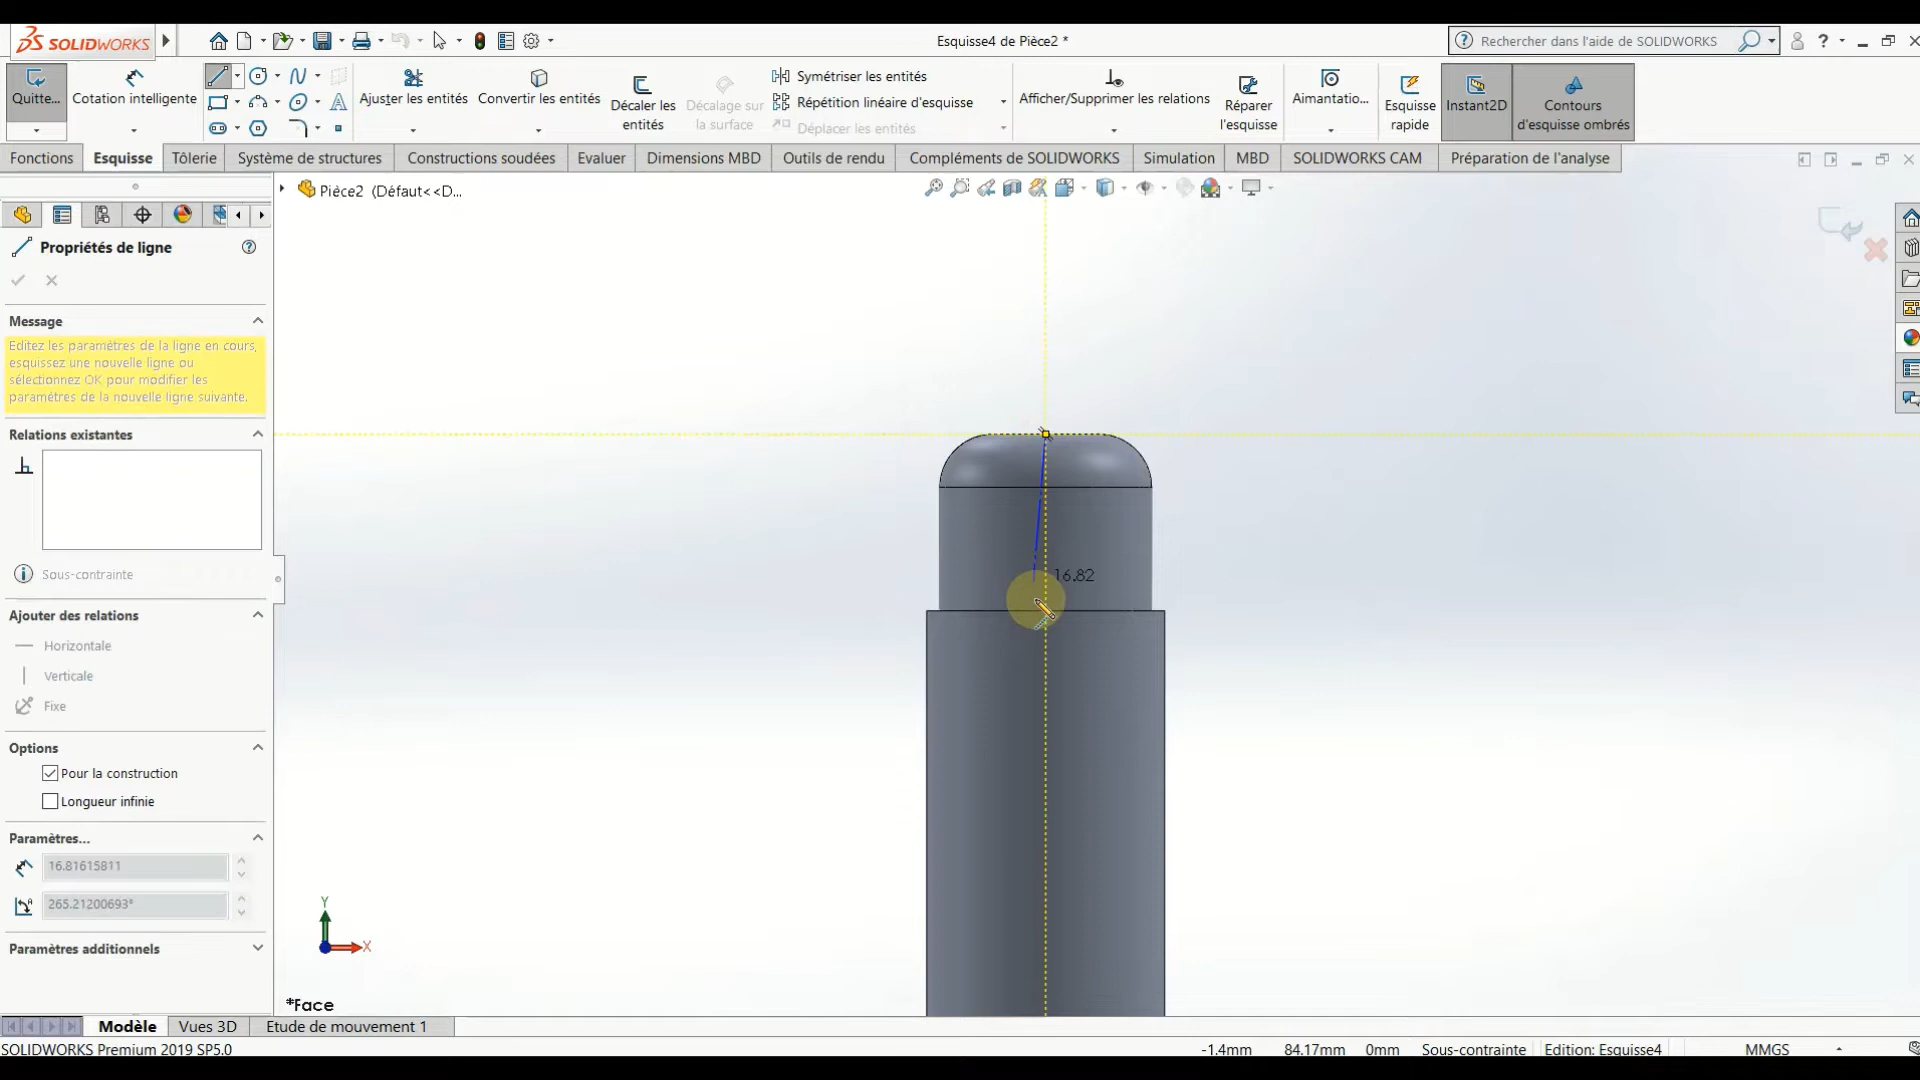 SOLIDWORKS
Esquisse4 de Pièce2 *
Rechercher dans l'aide de SOLIDWORKS
?
Quitte...
Cotation intelligente
Ajuster les entités
Convertir les entités
Décaler les
entités
Décalage sur
la surface
Symétriser les entités
Répétition linéaire d'esquisse
Déplacer les entités
Afficher/Supprimer les relations
Réparer
l'esquisse
Aimantatio...
Esquisse
rapide
Instant2D
Contours
d'esquisse ombrés
Fonctions
Esquisse
Tôlerie
Système de structures
Constructions soudées
Evaluer
Dimensions MBD
Outils de rendu
Compléments de SOLIDWORKS
Simulation
MBD
SOLIDWORKS CAM
Préparation de l'analyse
Pièce2 (Défaut<<D...
Propriétés de ligne
Message
Editez les paramètres de la ligne en cours,
esquissez une nouvelle ligne ou
sélectionnez OK pour modifier les
paramètres de la nouvelle ligne suivante.
Relations existantes
Sous-contrainte
Ajouter des relations
Horizontale
Verticale
Fixe
Options
Pour la construction
Longueur infinie
Paramètres...
16.81615811
265.21200693°
Paramètres additionnels
16.82
Y
X
*Face
Modèle
Vues 3D
Etude de mouvement 1
SOLIDWORKS Premium 2019 SP5.0
-1.4mm
84.17mm
0mm
Sous-contrainte
Edition: Esquisse4
MMGS